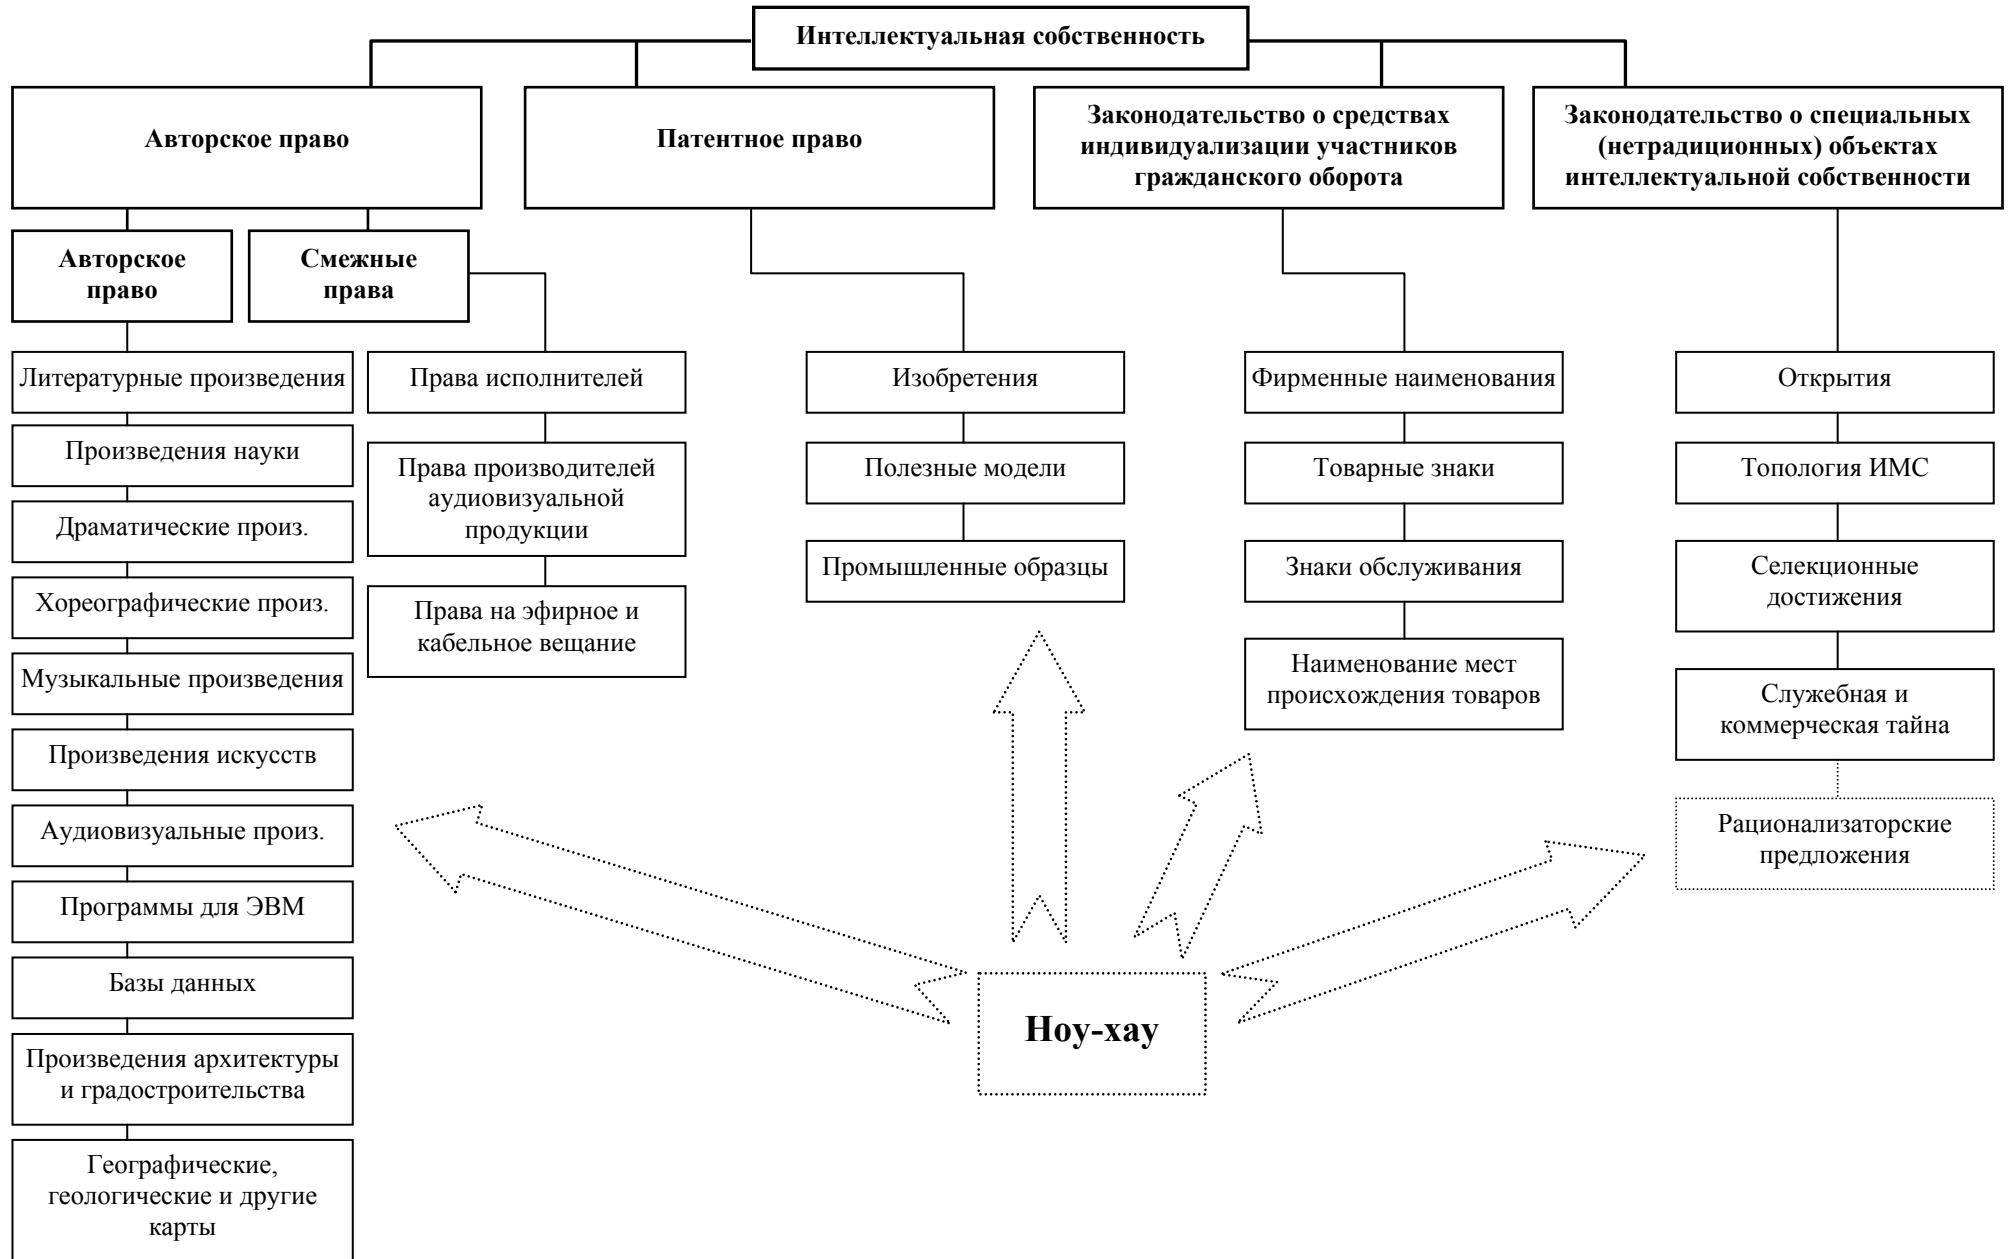 Интеллектуальная собственность
Авторское право
Патентное право
Законодательство о средствах
индивидуализации участников
гражданского оборота
Законодательство о специальных
(нетрадиционных) объектах
интеллектуальной собственности
Авторское
право
Смежные
права
Литературные произведения
Произведения науки
Драматические произ.
Хореографические произ.
Музыкальные произведения
Произведения искусств
Аудиовизуальные произ.
Программы для ЭВМ
Базы данных
Произведения архитектуры
и градостроительства
Географические,
геологические и другие
карты
Права исполнителей
Права производителей
аудиовизуальной
продукции
Права на эфирное и
кабельное вещание
Изобретения
Полезные модели
Промышленные образцы
Фирменные наименования
Товарные знаки
Знаки обслуживания
Наименование мест
происхождения товаров
Открытия
Топология ИМС
Селекционные
достижения
Служебная и
коммерческая тайна
Рационализаторские
предложения
Ноу-хау